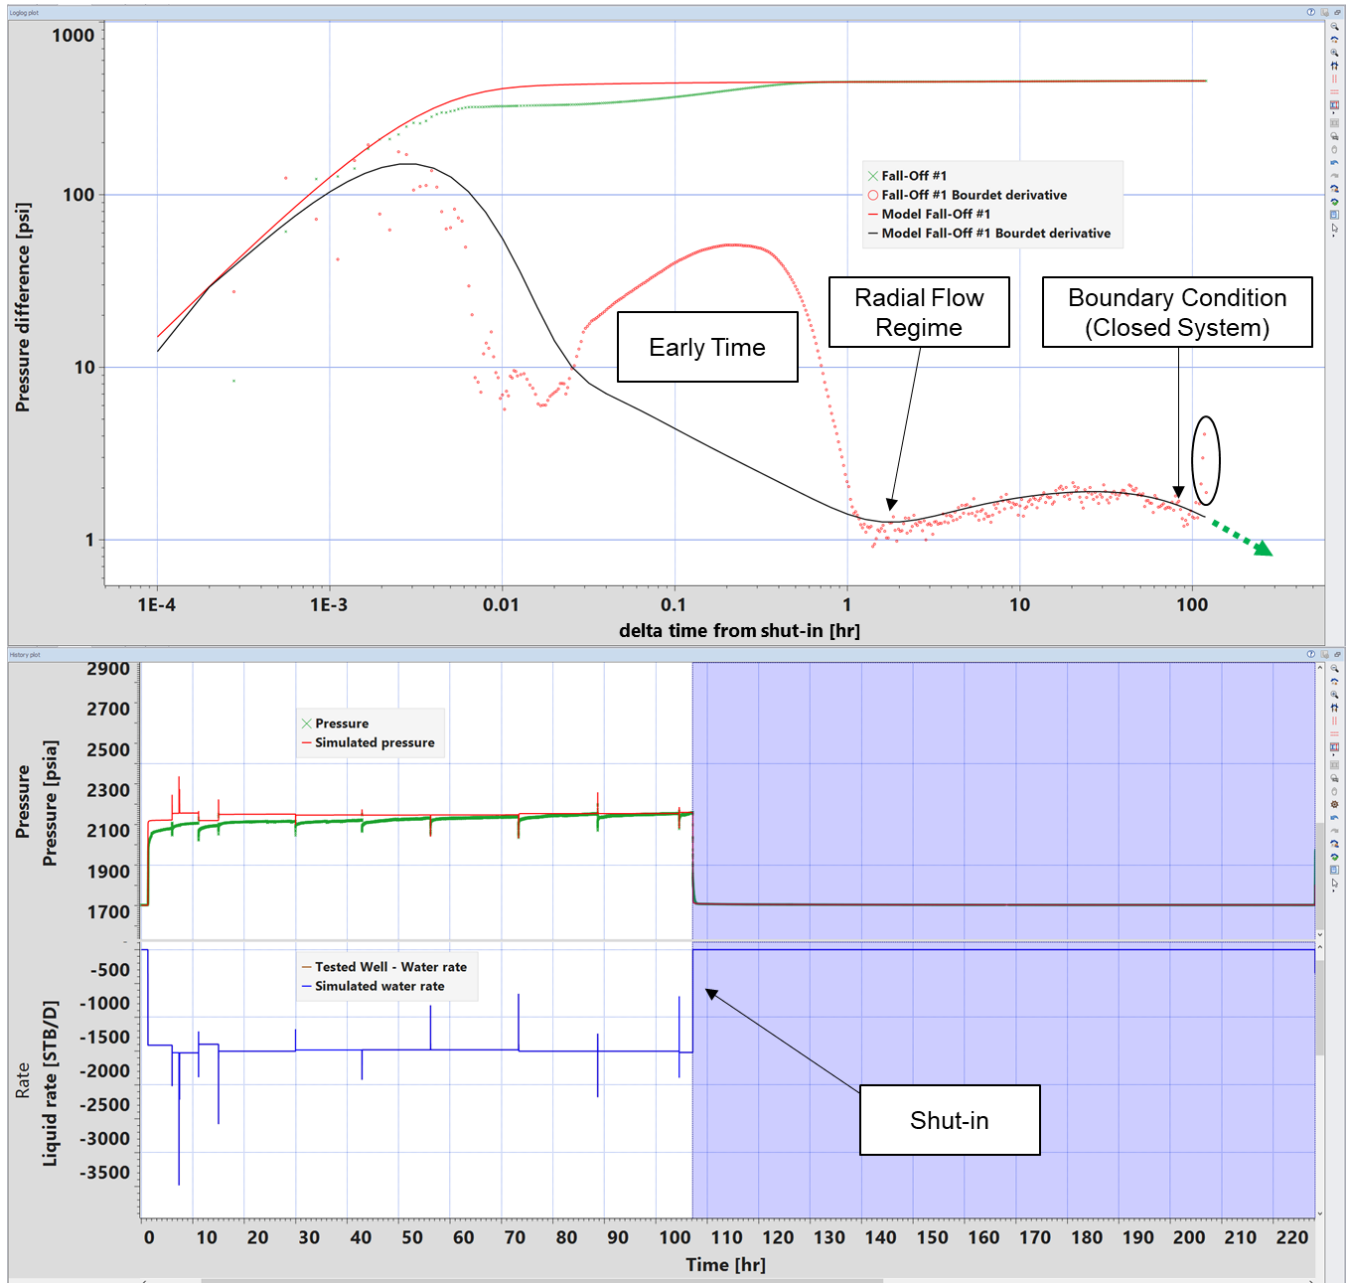 Loglog plot
1000
100
10
1
Pressure difference [psi]
Fall-Off #1
Fall-Off #1 Bourdet derivative
Model Fall-Off #1
Model Fall-Off #1 Bourdet derivative
Early Time
Radial Flow
Regime
Boundary Condition
(Closed System)
1E-4 1E-3 0.01 0.1 1 10 100
delta time from shut-in [hr]
History plot
2900
2700
2500
2300
2100
1900
1700
Pressure
Pressure [psia]
Pressure
Simulated pressure
-500
-1000
-1500
-2000
-2500
-3000
-3500
Rate
Liquid rate [STB/D]
Tested Well - Water rate
Simulated water rate
Shut-in
0 10 20 30 40 50 60 70 80 90 100 110 120 130 140 150 160 170 180 190 200 210 220
Time [hr]